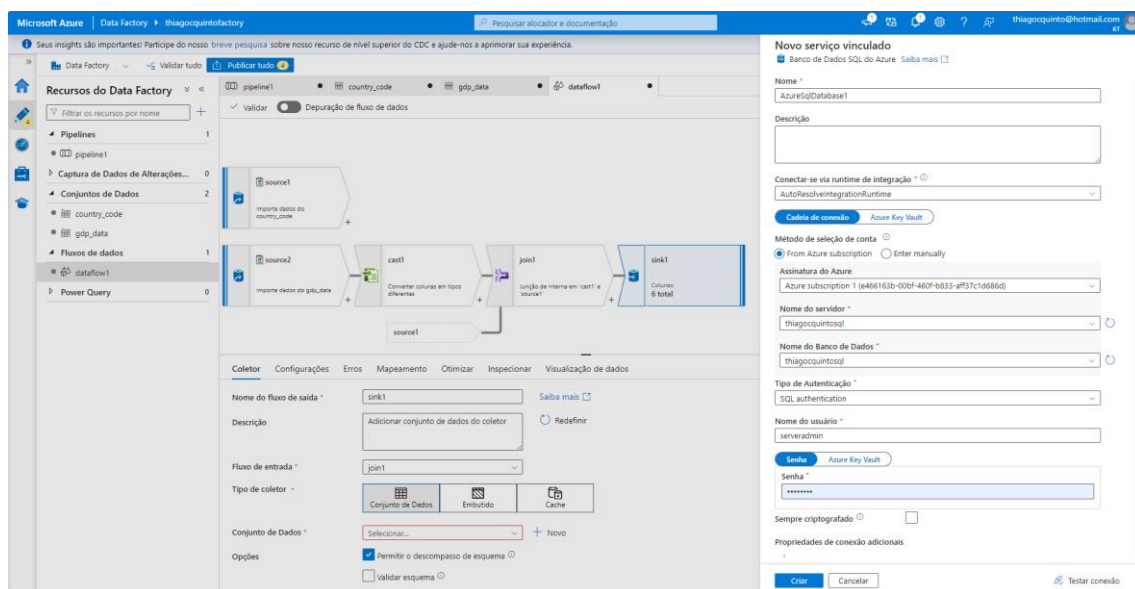 Microsoft Azure
Data Factory
thiagocquintofactory
Pesquisar alocador e documentação
thiagocquinto@hotmail.com
KT
Seus insights são importantes! Participe do nosso breve pesquisa sobre nosso recurso de nível superior do CDC e ajude-nos a aprimorar sua experiência.
Data Factory
Validar tudo
Publicar tudo
4
Recursos do Data Factory
Filtrar os recursos por nome
Pipelines
1
pipeline1
Captura de Dados de Alterações...
0
Conjuntos de Dados
2
country_code
gdp_data
Fluxos de dados
1
dataflow1
Power Query
0
pipeline1
country_code
gdp_data
dataflow1
Validar
Depuração de fluxo de dados
source1
Importe dados do
country_code
source2
Importe dados do gdp_data
cast1
Converter colunas em tipos
diferentes
join1
Junção de interna em 'cast1' e
'source1'
sink1
Colunas:
6 total
source1
Coletor
Configurações
Erros
Mapeamento
Otimizar
Inspecionar
Visualização de dados
Nome do fluxo de saída *
sink1
Saiba mais
Descrição
Adicionar conjunto de dados do coletor
Redefinir
Fluxo de entrada *
join1
Tipo de coletor *
Conjunto de Dados
Embutido
Cache
Conjunto de Dados *
Selecionar...
Novo
Opções
Permitir o descompasso de esquema
Validar esquema
Novo serviço vinculado
Banco de Dados SQL do Azure Saiba mais
Nome *
AzureSqlDatabase1
Descrição
Conectar-se via runtime de integração *
AutoResolveIntegrationRuntime
Cadeia de conexão
Azure Key Vault
Método de seleção de conta
From Azure subscription
Enter manually
Assinatura do Azure
Azure subscription 1 (e466163b-00bf-460f-b833-aff37c1d686d)
Nome do servidor *
thiagocquintosql
Nome do Banco de Dados *
thiagocquintosql
Tipo de Autenticação *
SQL authentication
Nome do usuário *
serveradmin
Senha
Azure Key Vault
Senha *
••••••••
Sempre criptografado
Propriedades de conexão adicionais
Criar
Cancelar
Testar conexão